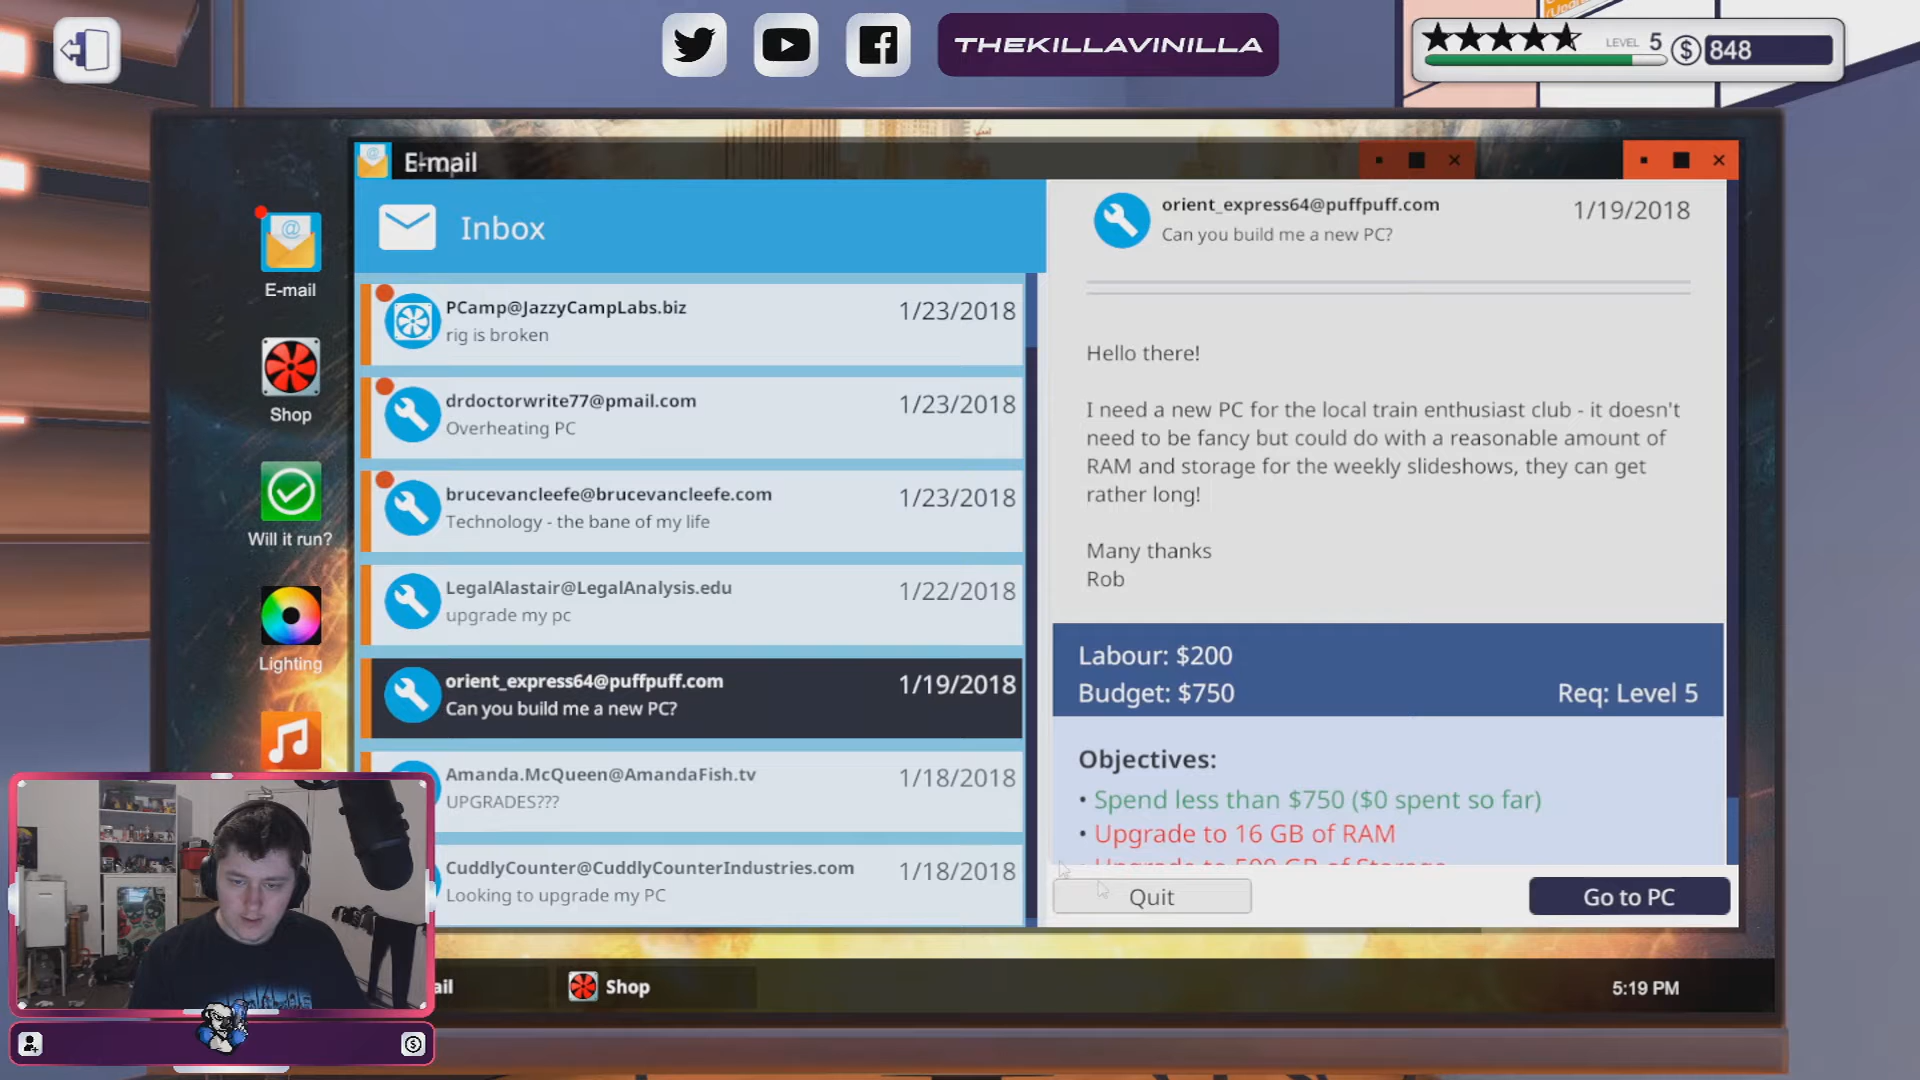 THEKILLAVINILLA
LEVEL 5
$ 848
E-mail
Inbox
PCamp@JazzyCampLabs.biz
1/23/2018
rig is broken
drdoctorwrite77@pmail.com
1/23/2018
Overheating PC
brucevancleefe@brucevancleefe.com
1/23/2018
Technology - the bane of my life
LegalAlastair@LegalAnalysis.edu
1/22/2018
upgrade my pc
orient_express64@puffpuff.com
1/19/2018
Can you build me a new PC?
Amanda.McQueen@AmandaFish.tv
1/18/2018
UPGRADES???
CuddlyCounter@CuddlyCounterIndustries.com
1/18/2018
Looking to upgrade my PC
orient_express64@puffpuff.com
1/19/2018
Can you build me a new PC?
Hello there!
I need a new PC for the local train enthusiast club - it doesn't
need to be fancy but could do with a reasonable amount of
RAM and storage for the weekly slideshows, they can get
rather long!
Many thanks
Rob
Labour: $200
Budget: $750
Req: Level 5
Objectives:
• Spend less than $750 ($0 spent so far)
• Upgrade to 16 GB of RAM
Upgrade to 500 GB of Storage
Quit
Go to PC
E-mail
Shop
Will it run?
Lighting
ail
Shop
5:19 PM